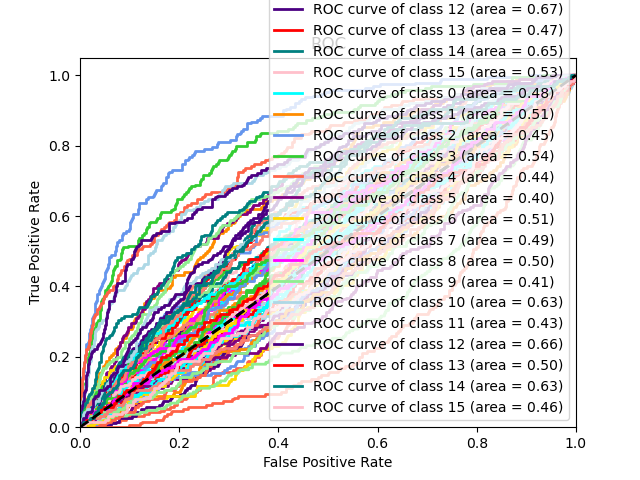 ROC curve of class 12 (area = 0.67)
ROC curve of class 13 (area = 0.47)
ROC
ROC curve of class 14 (area = 0.65)
ROC curve of class 15 (area = 0.53)
ROC curve of class 0 (area = 0.48)
ROC curve of class 1 (area = 0.51)
ROC curve of class 2 (area = 0.45)
ROC curve of class 3 (area = 0.54)
ROC curve of class 4 (area = 0.44)
ROC curve of class 5 (area = 0.40)
ROC curve of class 6 (area = 0.51)
ROC curve of class 7 (area = 0.49)
ROC curve of class 8 (area = 0.50)
ROC curve of class 9 (area = 0.41)
ROC curve of class 10 (area = 0.63)
ROC curve of class 11 (area = 0.43)
ROC curve of class 12 (area = 0.66)
ROC curve of class 13 (area = 0.50)
ROC curve of class 14 (area = 0.63)
ROC curve of class 15 (area = 0.46)
True Positive Rate
1.0
0.8
0.6
0.4
0.2
0.0
0.0 0.2 0.4 0.6 0.8 1.0
False Positive Rate